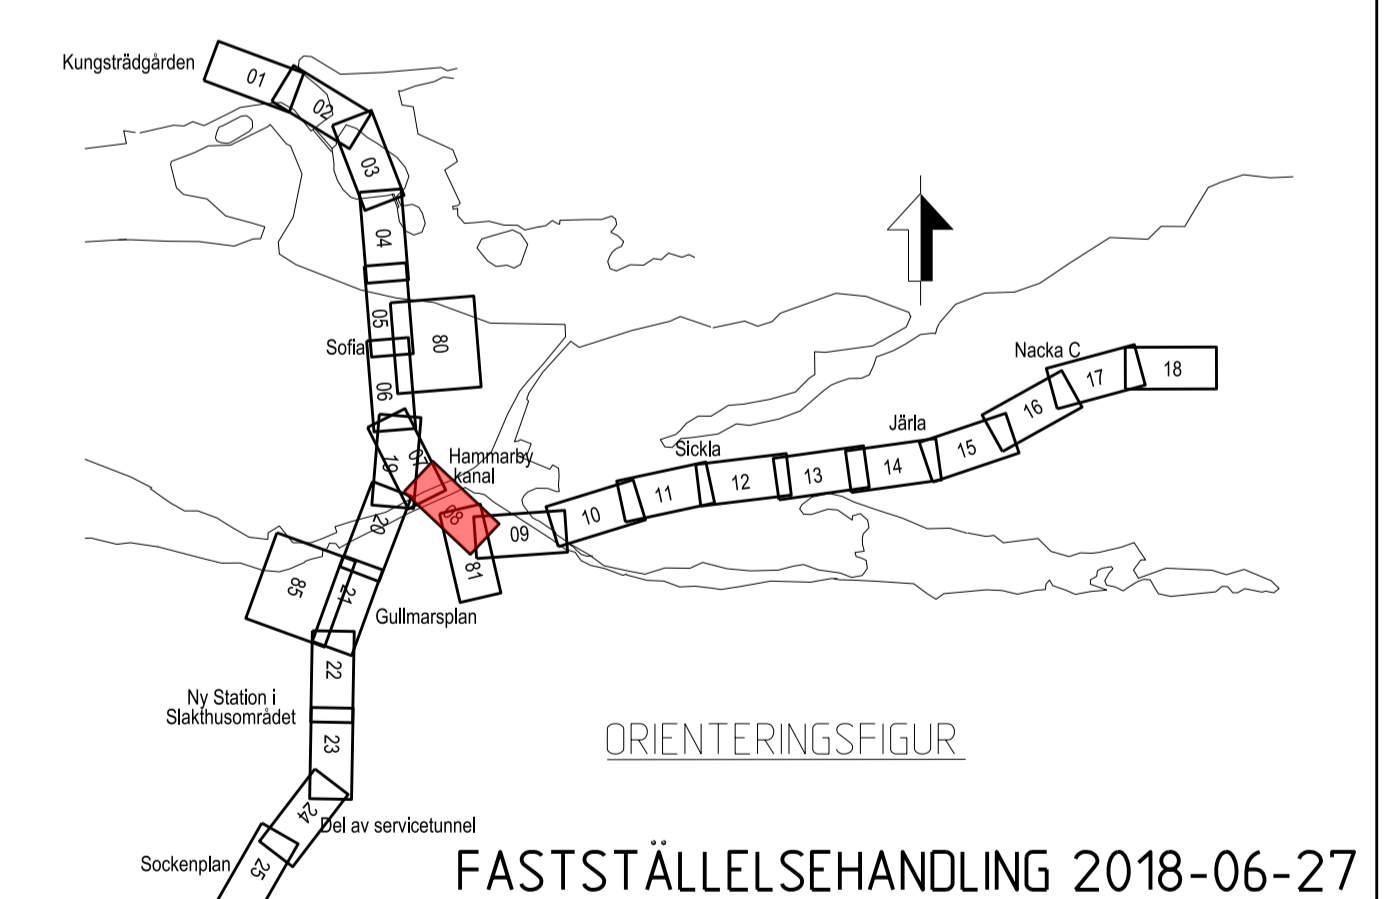 Kungsträdgården
01
02
03
04
05
80
Sofia
06
07
19
Hammarby
kanal
08
09
10
11
Sickla
12
13
14
Järla
15
16
Nacka C
17
18
20
81
85
21
Gullmarsplan
22
Ny Station i
Slakthusområdet
23
24
Del av servicetunnel
Sockenplan
25
ORIENTERINGSFIGUR
FASTSTÄLLELSEHANDLING 2018-06-27